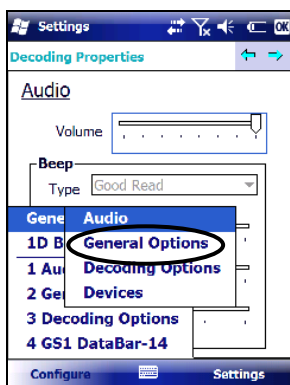 Settings OK
Decoding Properties
Audio
Volume
Beep
Type Good Read
Gene Audio
1D B General Options
1 Au Decoding Options
2 Ge Devices
3 Decoding Options
4 GS1 DataBar-14
Configure Settings